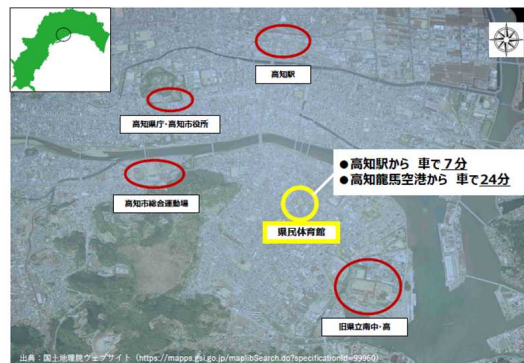 高知駅
高知県庁・高知市役所
●高知駅から 車で7分
●高知龍馬空港から 車で24分
高知市総合運動場
県民体育館
旧県立南中・高
出典：国土地理院ウェブサイト（https://mapps.gsi.go.jp/maplibSearch.do?specificationId=99960）